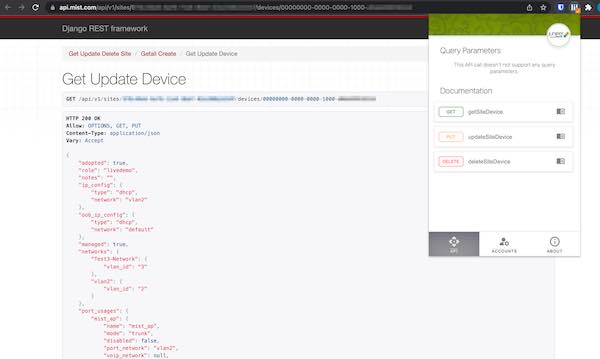 api.mist.com/api/v1/sites/ /devices/00000000-0000-0000-1000-
Django REST framework
Get Update Delete Site / Getall Create / Get Update Device
Get Update Device
GET /api/v1/sites/ /devices/00000000-0000-0000-1000-
HTTP 200 OK
Allow: OPTIONS, GET, PUT
Content-Type: application/json
Vary: Accept
{
"adopted": true,
"role": "livedemo",
"notes": "",
"ip_config": {
"type": "dhcp",
"network": "vlan2"
},
"oob_ip_config": {
"type": "dhcp",
"network": "default"
},
"managed": true,
"networks": {
"Test3-Network": {
"vlan_id": "3"
},
"vlan2": {
"vlan_id": "2"
}
},
"port_usages": {
"mist_ap": {
"name": "mist_ap",
"mode": "trunk",
"disabled": false,
"port_network": "vlan2",
"voip_network": null,
JUNIPER
Query Parameters:
This API call doesn't not support any query
parameters.
Documentation
GET getSiteDevice
PUT updateSiteDevice
DELETE deleteSiteDevice
API ACCOUNTS ABOUT